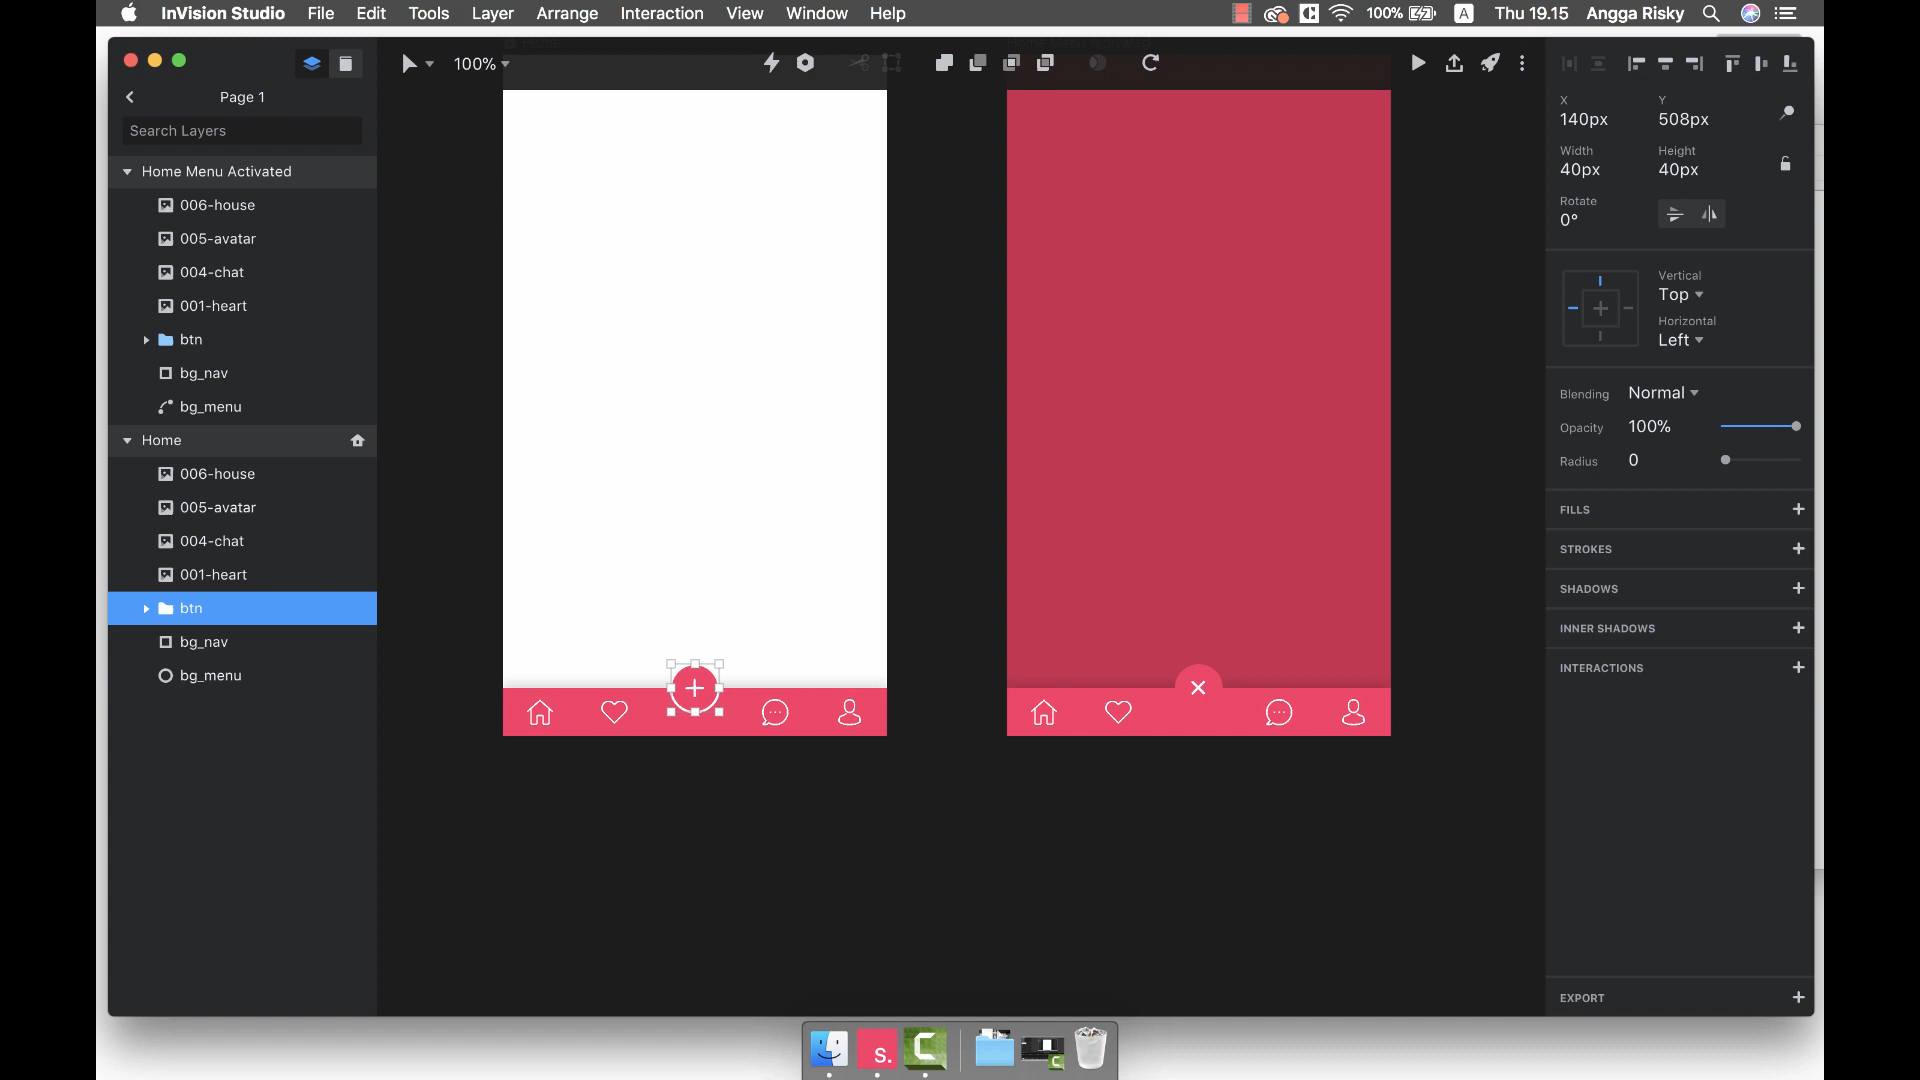 InVision Studio File Edit Tools Layer Arrange Interaction View Window Help 100% A Thu 19.15 Angga Risky
100%
Page 1
Search Layers
Home Menu Activated
006-house
005-avatar
004-chat
001-heart
btn
bg_nav
bg_menu
Home
006-house
005-avatar
004-chat
001-heart
btn
bg_nav
bg_menu
X Y
140px 508px
Width Height
40px 40px
Rotate
0°
Vertical
Top
Horizontal
Left
Blending Normal
Opacity 100%
Radius 0
FILLS
STROKES
SHADOWS
INNER SHADOWS
INTERACTIONS
EXPORT
s.